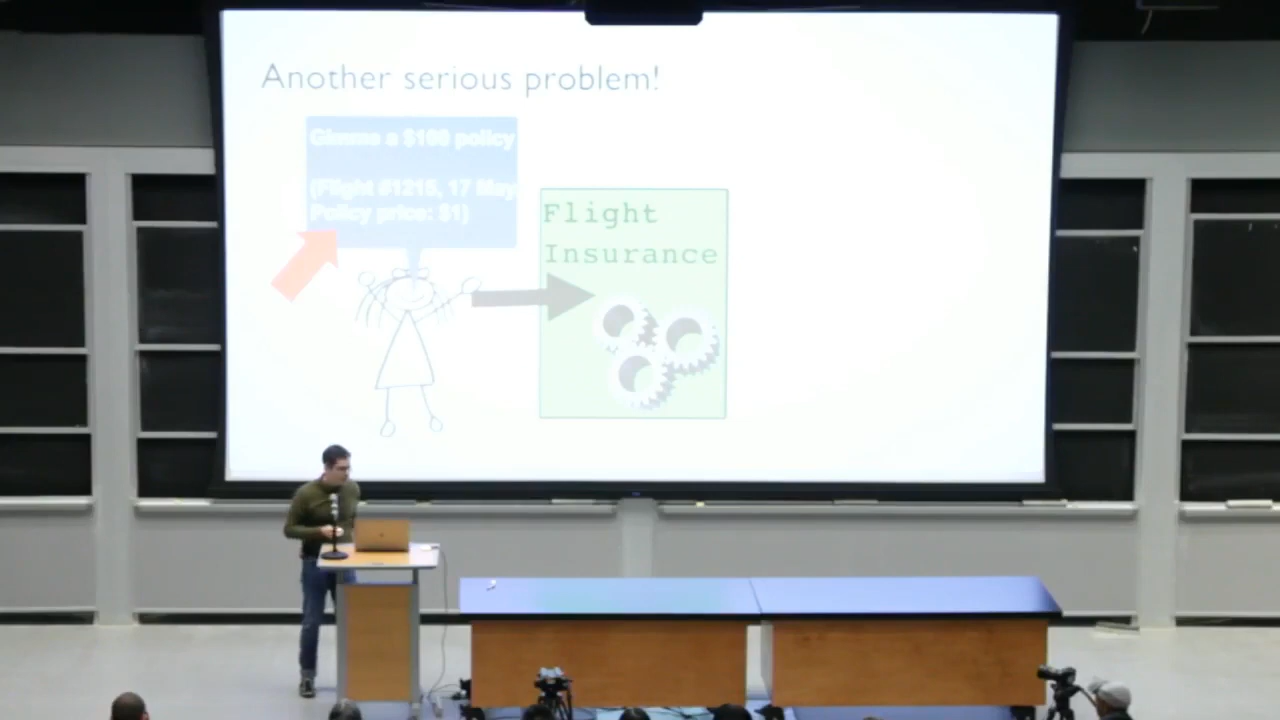 Another serious problem!
Gimme a $100 policy
(Flight #1215, 17 May
Policy price: $1)
Flight
Insurance